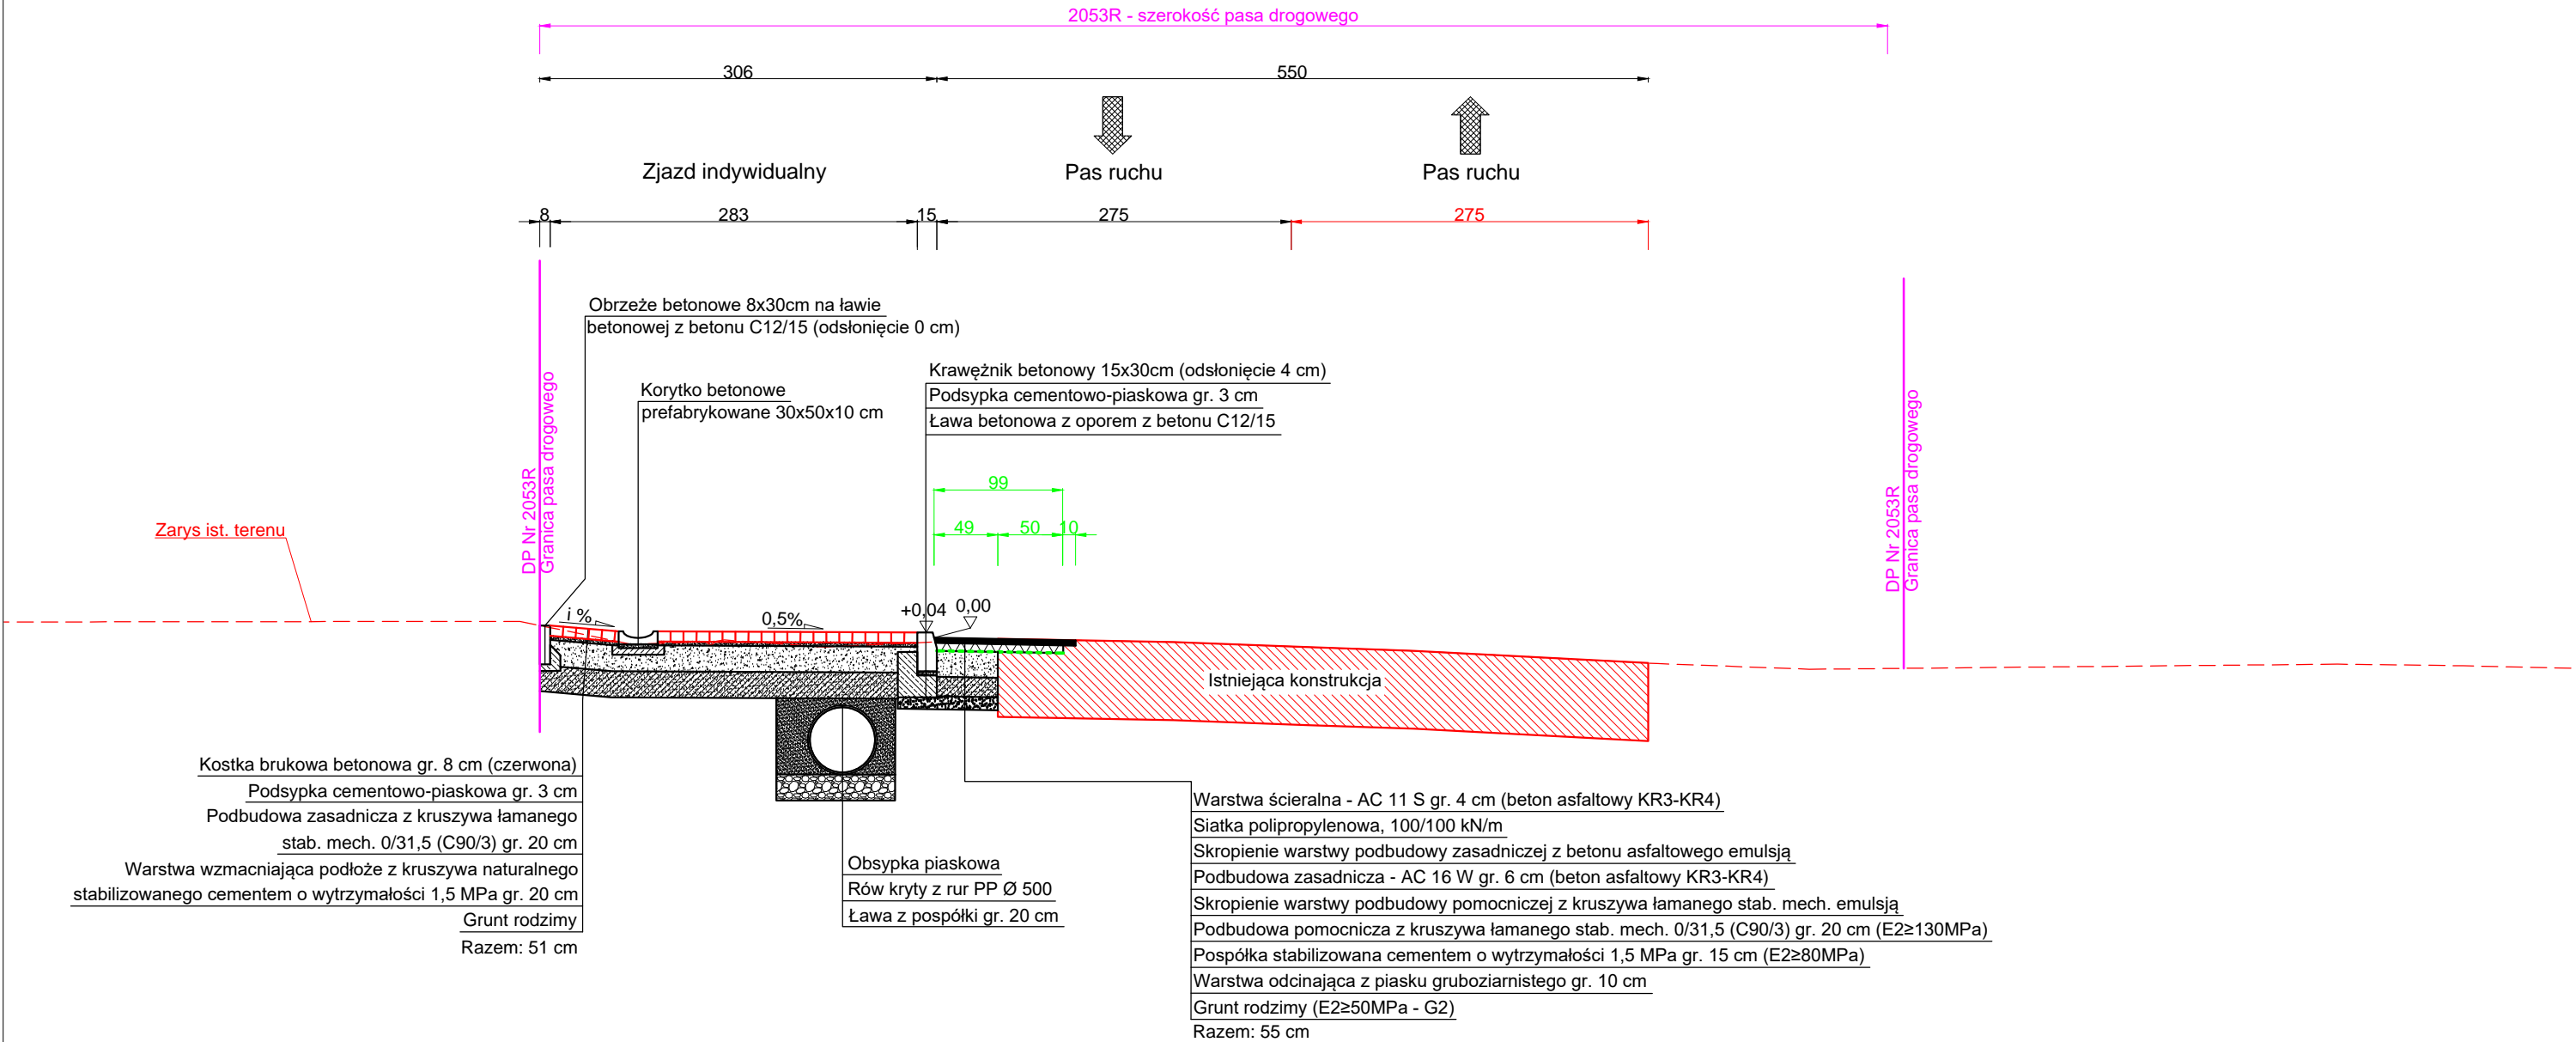 2053R - szerokość pasa drogowego
306
550
Zjazd indywidualny
Pas ruchu
Pas ruchu
8
283
15
275
275
Obrzeże betonowe 8x30cm na ławie
betonowej z betonu C12/15 (odsłonięcie 0 cm)
Korytko betonowe
prefabrykowane 30x50x10 cm
Krawężnik betonowy 15x30cm (odsłonięcie 4 cm)
Podsypka cementowo-piaskowa gr. 3 cm
Ława betonowa z oporem z betonu C12/15
DP Nr 2053R
Granica pasa drogowego
DP Nr 2053R
Granica pasa drogowego
99
49
50
10
Zarys ist. terenu
i %
0,5%
+0,04
0,00
Istniejąca konstrukcja
Kostka brukowa betonowa gr. 8 cm (czerwona)
Podsypka cementowo-piaskowa gr. 3 cm
Podbudowa zasadnicza z kruszywa łamanego
stab. mech. 0/31,5 (C90/3) gr. 20 cm
Warstwa wzmacniająca podłoże z kruszywa naturalnego
stabilizowanego cementem o wytrzymałości 1,5 MPa gr. 20 cm
Grunt rodzimy
Razem: 51 cm
Obsypka piaskowa
Rów kryty z rur PP Ø 500
Ława z pospółki gr. 20 cm
Warstwa ścieralna - AC 11 S gr. 4 cm (beton asfaltowy KR3-KR4)
Siatka polipropylenowa, 100/100 kN/m
Skropienie warstwy podbudowy zasadniczej z betonu asfaltowego emulsją
Podbudowa zasadnicza - AC 16 W gr. 6 cm (beton asfaltowy KR3-KR4)
Skropienie warstwy podbudowy pomocniczej z kruszywa łamanego stab. mech. emulsją
Podbudowa pomocnicza z kruszywa łamanego stab. mech. 0/31,5 (C90/3) gr. 20 cm (E2≥130MPa)
Pospółka stabilizowana cementem o wytrzymałości 1,5 MPa gr. 15 cm (E2≥80MPa)
Warstwa odcinająca z piasku gruboziarnistego gr. 10 cm
Grunt rodzimy (E2≥50MPa - G2)
Razem: 55 cm